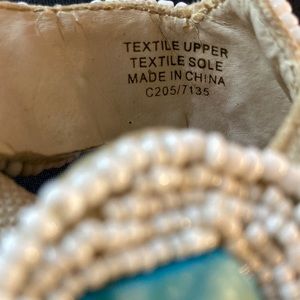 TEXTILE UPPER
TEXTILE SOLE
MADE IN CHINA
C205/7135